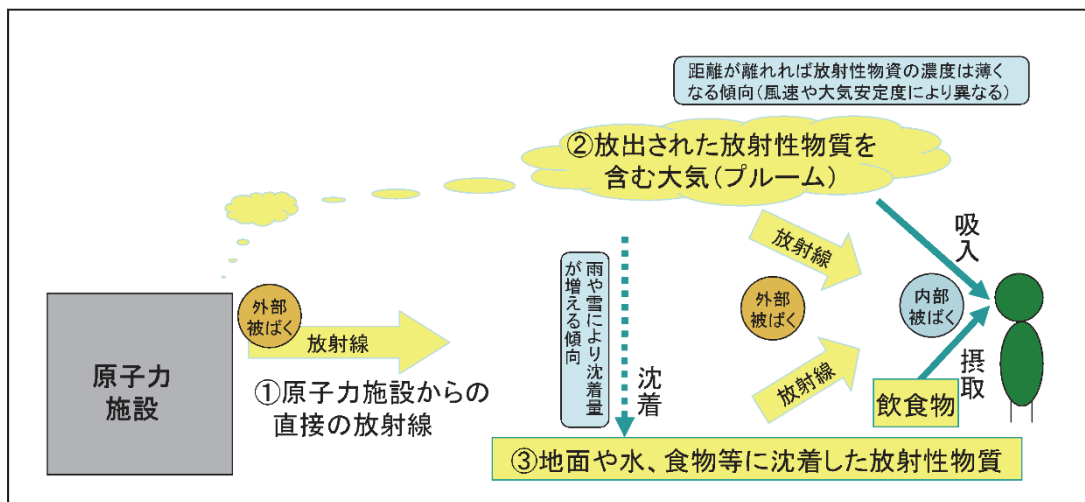 距離が離れれば放射性物資の濃度は薄く
なる傾向(風速や大気安定度により異なる)
②放出された放射性物質を
含む大気(プルーム)
放射線
吸入
雨や雪により沈着量
が増える傾向
外部
被ばく
外部
被ばく
内部
被ばく
放射線
原子力
施設
①原子力施設からの
直接の放射線
沈着
放射線
摂取
飲食物
③地面や水、食物等に沈着した放射性物質